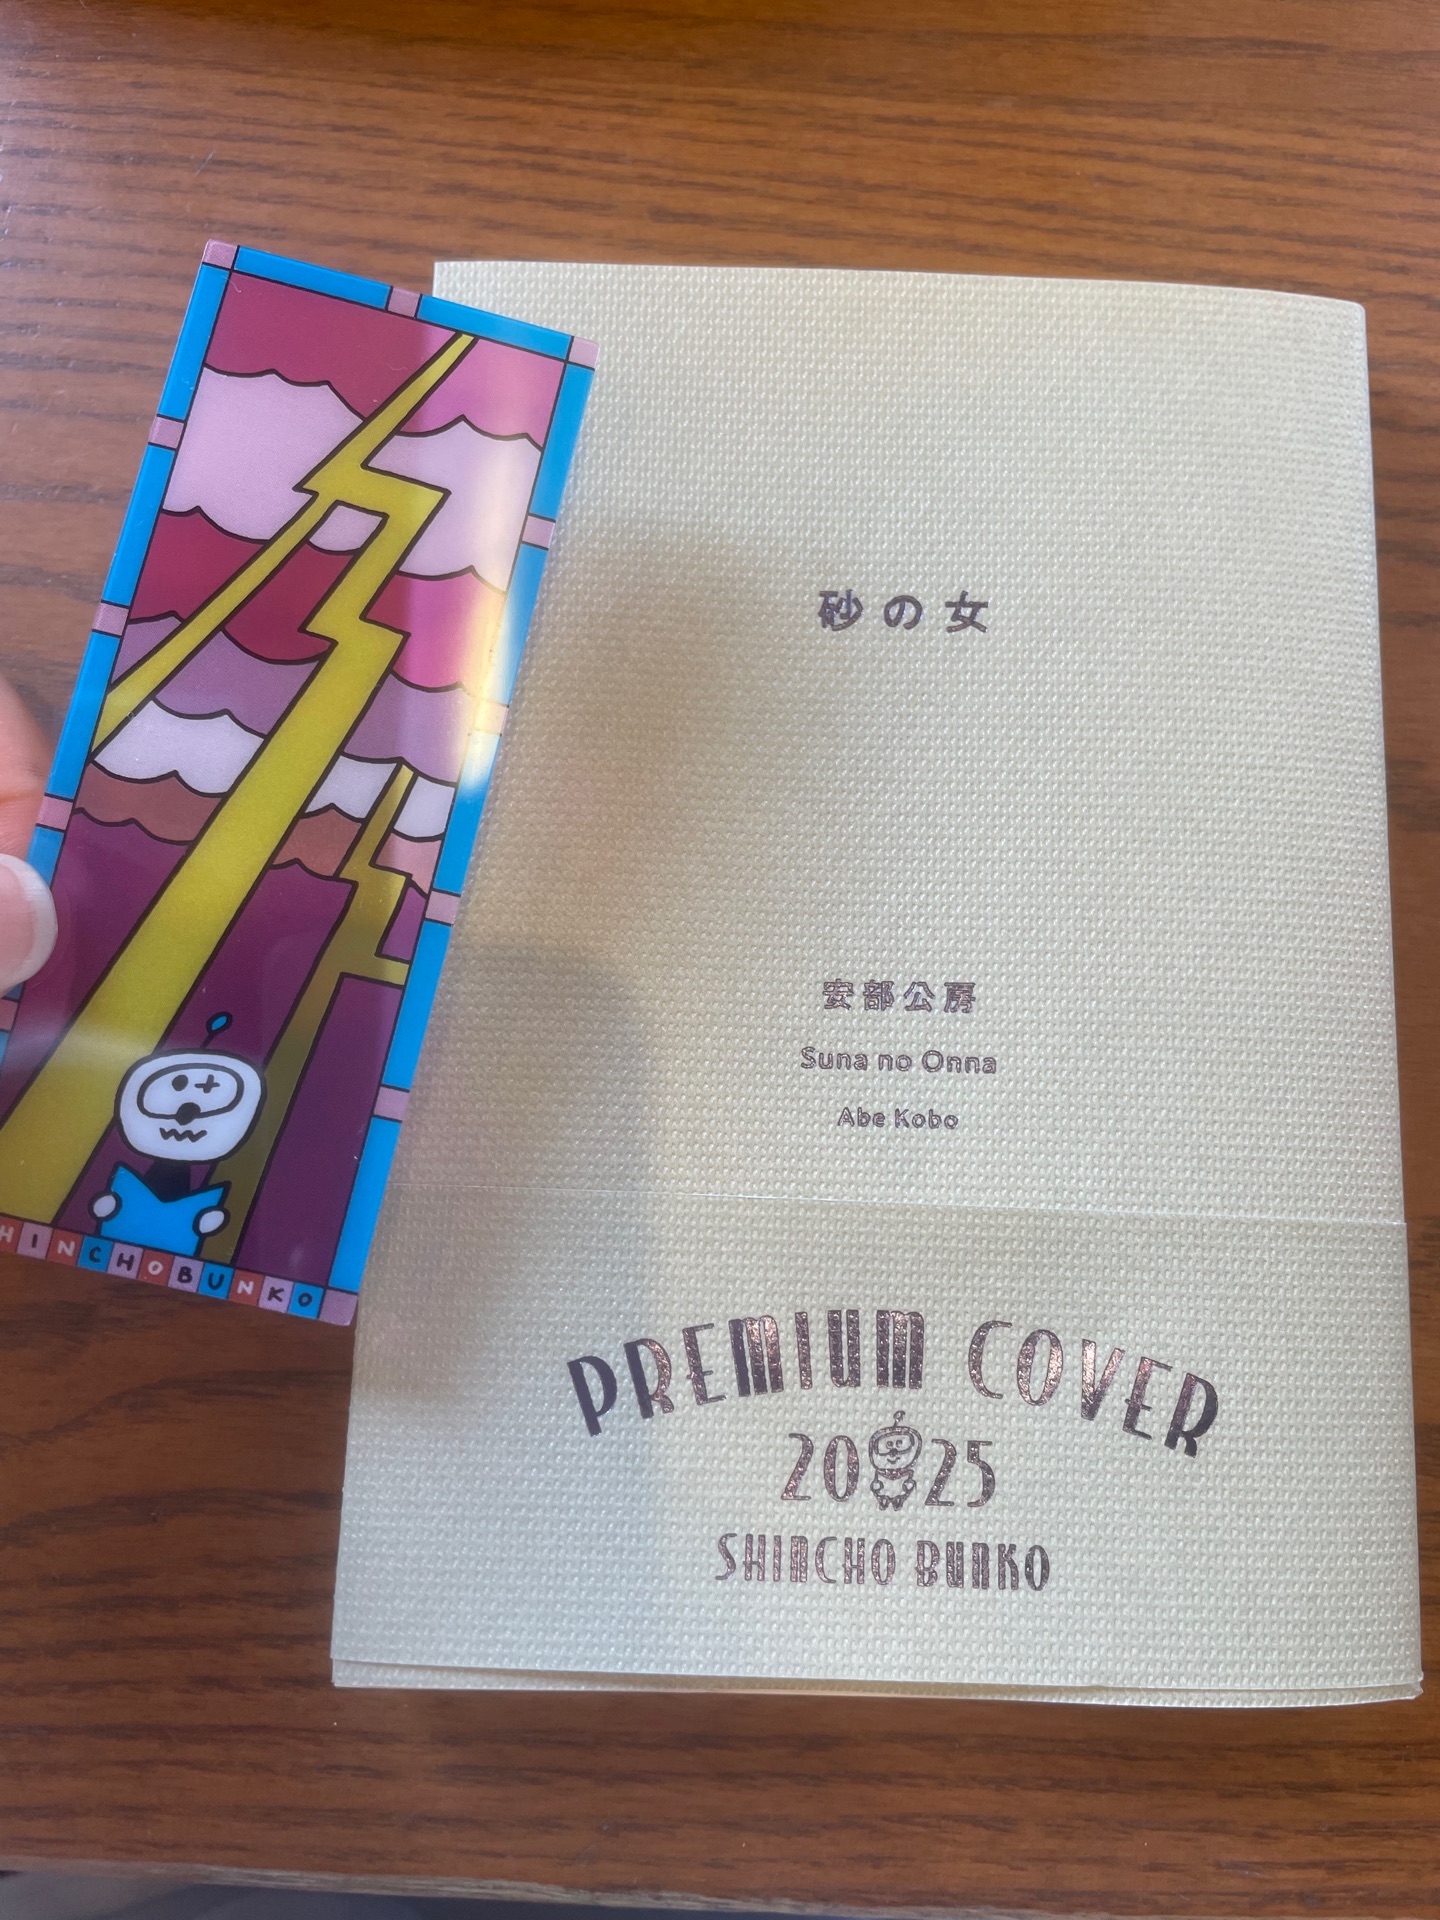 砂の女
安部公房
Suna no Onna
Abe Kobo
PREMIUM COVER
2025
SHINCHO BUNKO
HINCHOBUNKO